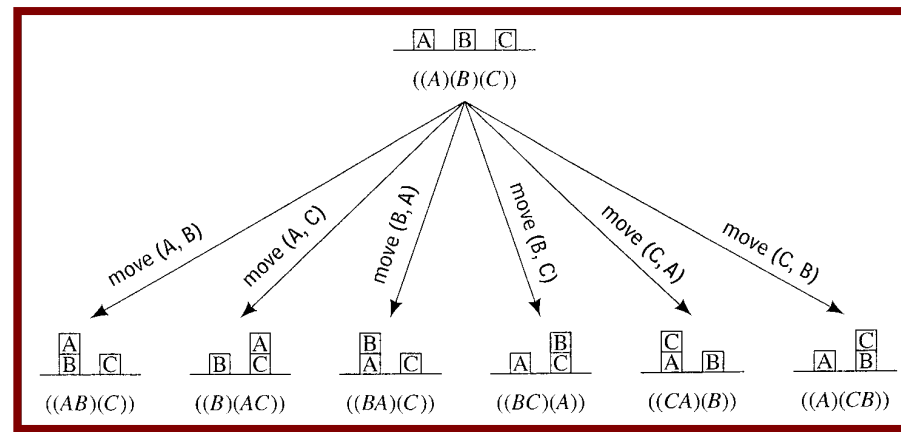 A B C
((A)(B)(C))
move (A, B)
move (A, C)
move (B, A)
move (B, C)
move (C, A)
move (C, B)
A
B C
A
B C
B
A C
B
A C
C
A B
C
A B
((AB)(C)) ((B)(AC)) ((BA)(C)) ((BC)(A)) ((CA)(B)) ((A)(CB))